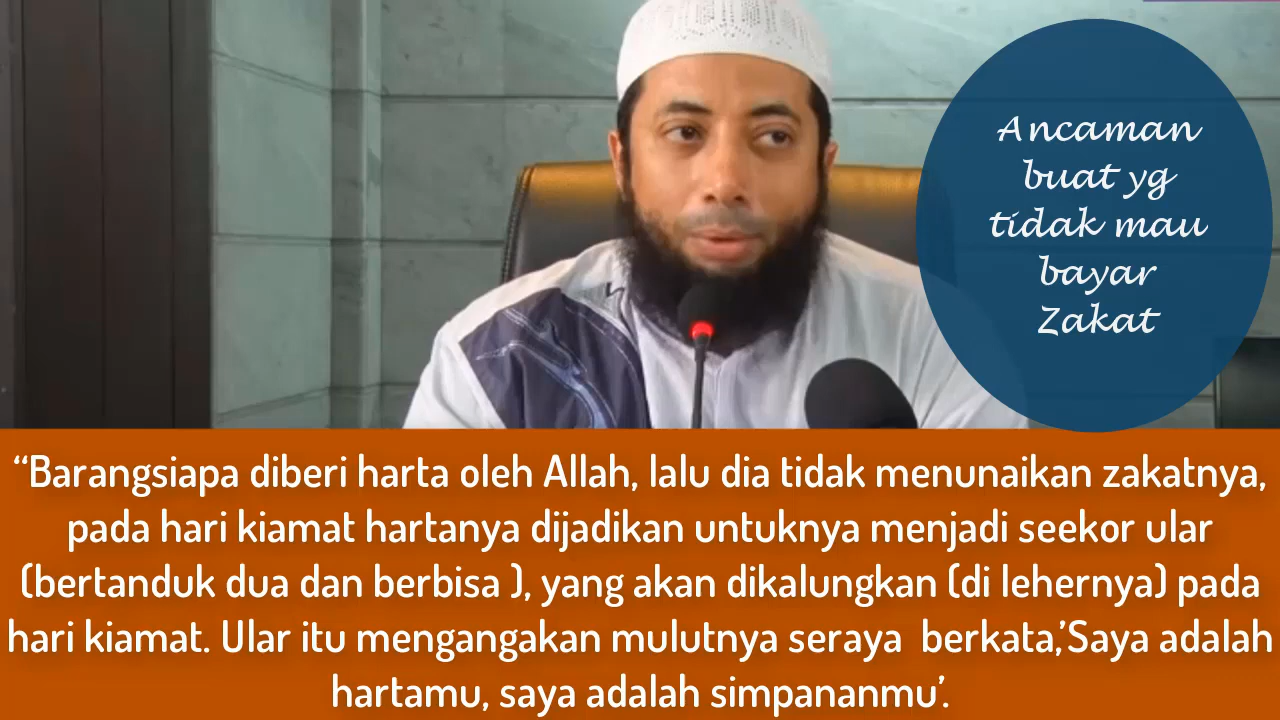 Ancaman
buat yg
tidak mau
bayar
Zakat
“Barangsiapa diberi harta oleh Allah, lalu dia tidak menunaikan zakatnya,
pada hari kiamat hartanya dijadikan untuknya menjadi seekor ular
(bertanduk dua dan berbisa ), yang akan dikalungkan (di lehernya) pada
hari kiamat. Ular itu mengangakan mulutnya seraya  berkata,’Saya adalah
hartamu, saya adalah simpananmu’.